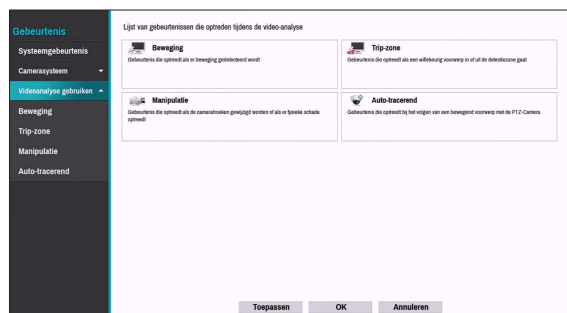 Gebeurtenis
Systeemgebeurtenis
Camerasysteem
Videoanalyse gebruiken
Beweging
Trip-zone
Manipulatie
Auto-tracerend
Lijst van gebeurtenissen die optreden tijdens de video-analyse
Beweging
Gebeurtenis die optreedt als er beweging gedetecteerd wordt
Trip-zone
Gebeurtenis die optreedt als een willekeurig voorwerp in of uit de detectiezone gaat
Manipulatie
Gebeurtenis die optreedt als de camerahoeken gewijzigd worden of als er fysieke schade
optreedt
Auto-tracerend
Gebeurtenis die optreedt bij het volgen van een bewegend voorwerp met de PTZ-Camera
Toepassen
OK
Annuleren